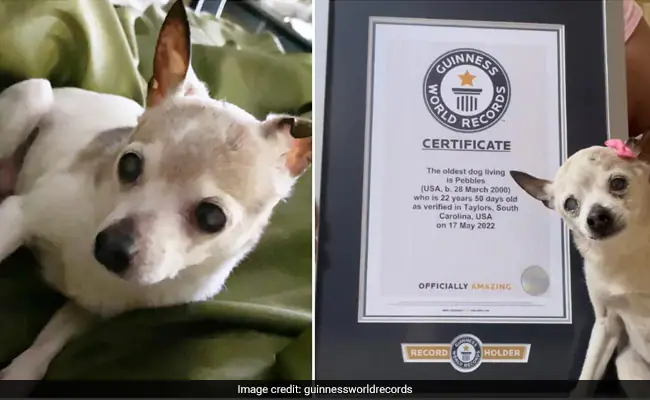 GUINNESS
WORLD RECORDS
CERTIFICATE
The oldest dog living
is Pebbles
(USA, b. 28 March 2000)
who is 22 years 50 days old
as verified in Taylors, South
Carolina, USA
on 17 May 2022
OFFICIALLY AMAZING
RECORD HOLDER
Image credit: guinnessworldrecords